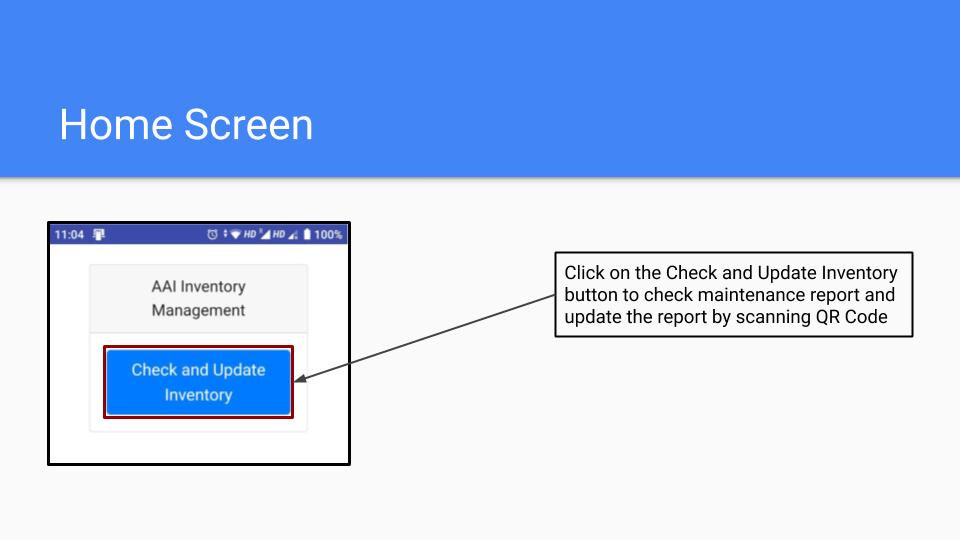 Home Screen
11:04 HD HD 100%
AAI Inventory
Management
Check and Update
Inventory
Click on the Check and Update Inventory
button to check maintenance report and
update the report by scanning QR Code